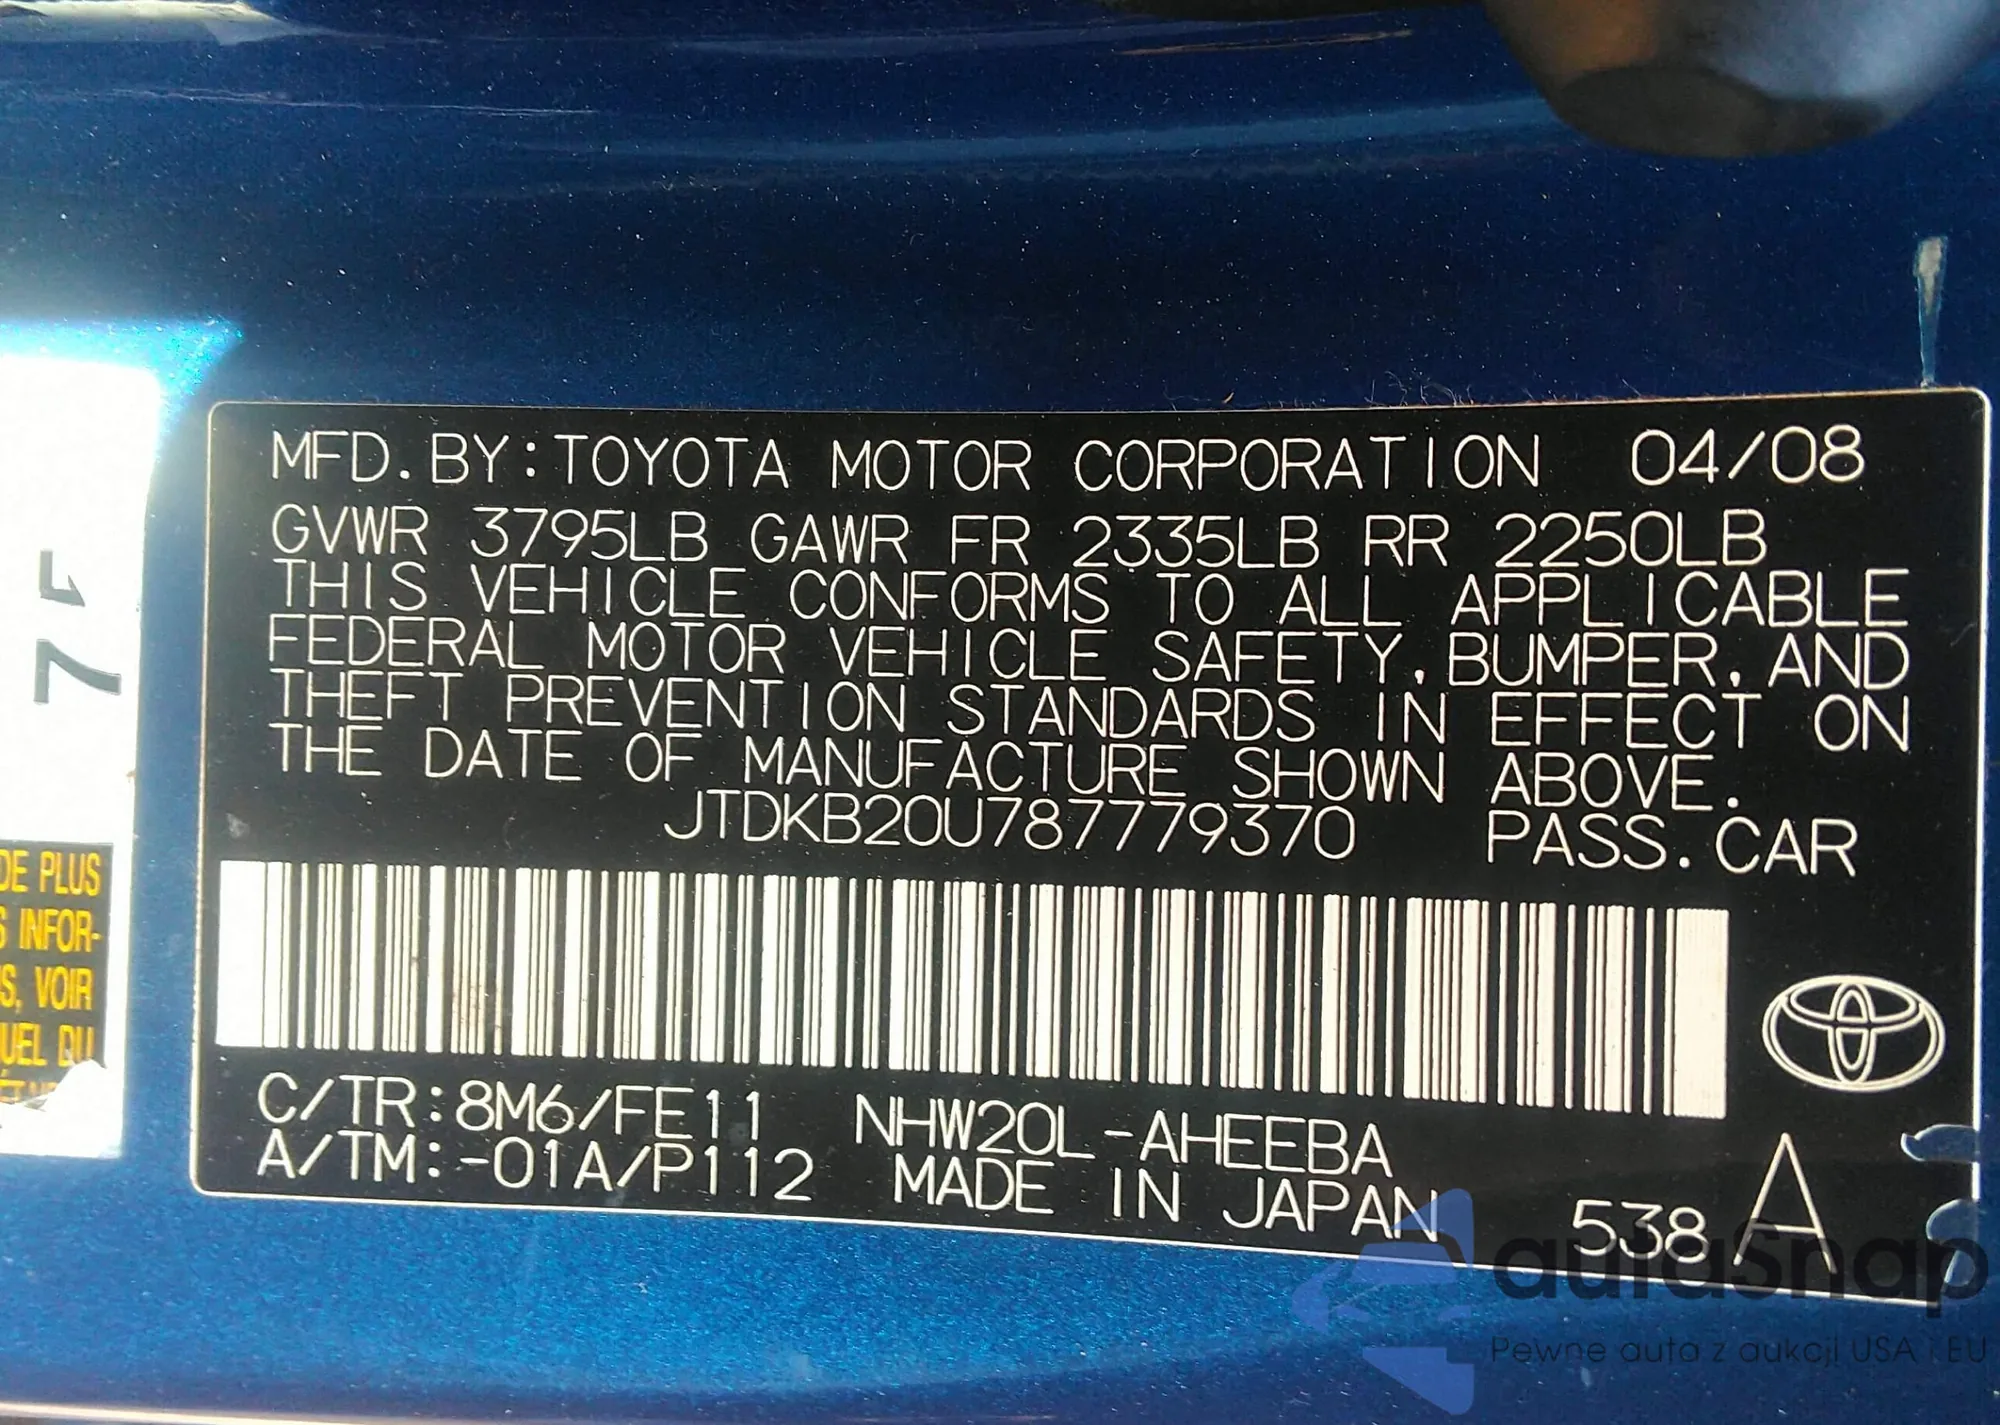 MFD.BY:TOYOTA MOTOR CORPORATION 04/08
GVWR 3795LB GAWR FR 2335LB RR 2250LB
THIS VEHICLE CONFORMS TO ALL APPLICABLE
FEDERAL MOTOR VEHICLE SAFETY,BUMPER,AND
THEFT PREVENTION STANDARDS IN EFFECT ON
THE DATE OF MANUFACTURE SHOWN ABOVE.
JTDKB20U787779370 PASS.CAR
C/TR:8M6/FE11 NHW20L-AHEEBA
A/TM:-01A/P112 MADE IN JAPAN 538 A
DE PLUS
INFOR-
VOIR
DU
autaSnap
Pewne auta z aukcji USA i EU